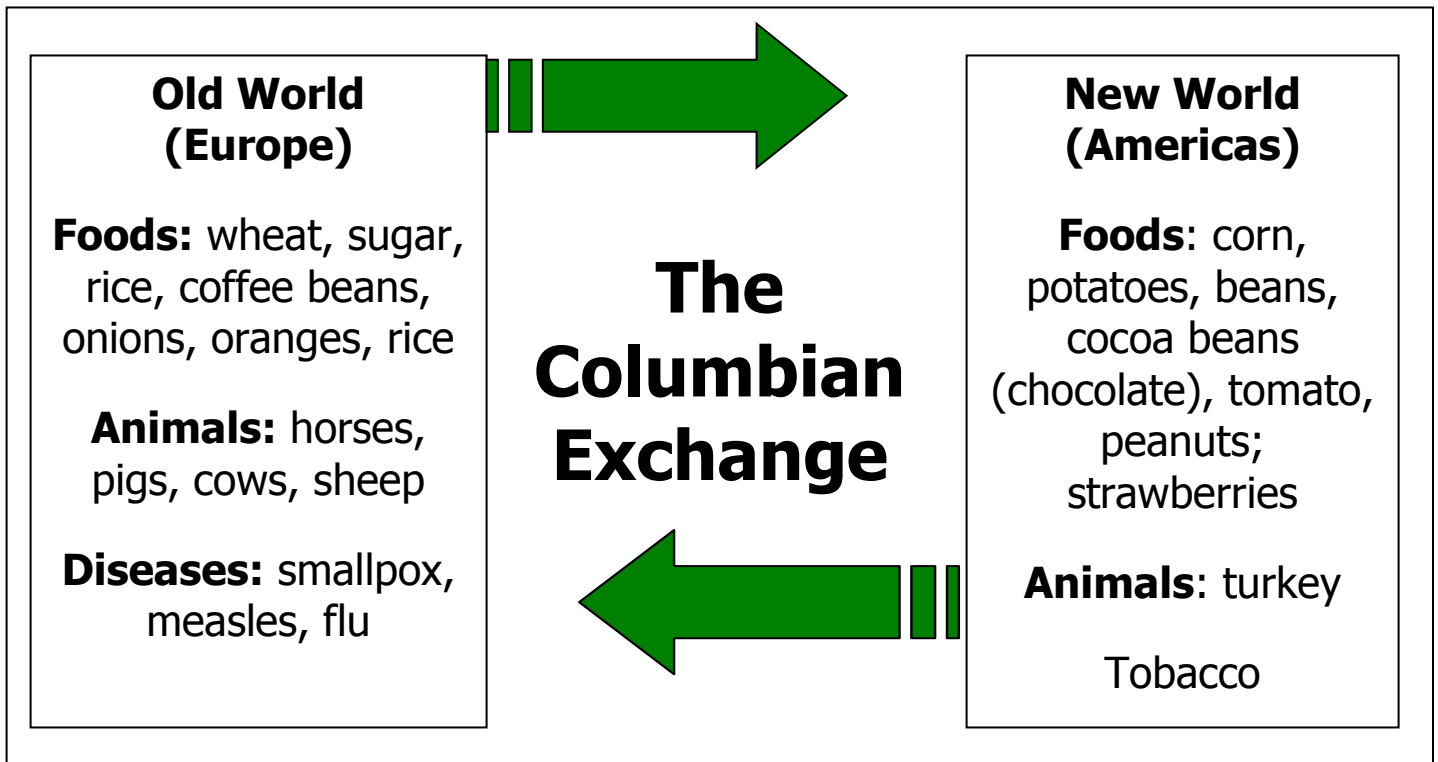 Old World
(Europe)
Foods: wheat, sugar,
rice, coffee beans,
onions, oranges, rice
Animals: horses,
pigs, cows, sheep
Diseases: smallpox,
measles, flu
The
Columbian
Exchange
New World
(Americas)
Foods: corn,
potatoes, beans,
cocoa beans
(chocolate), tomato,
peanuts;
strawberries
Animals: turkey
Tobacco